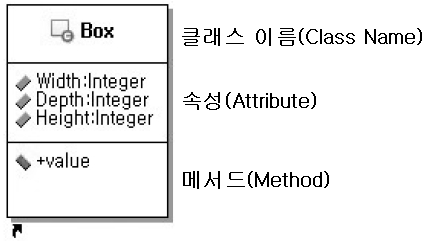 Box
클래스 이름(Class Name)
Width:Integer
Depth:Integer
Height:Integer
속성(Attribute)
+value
메서드(Method)